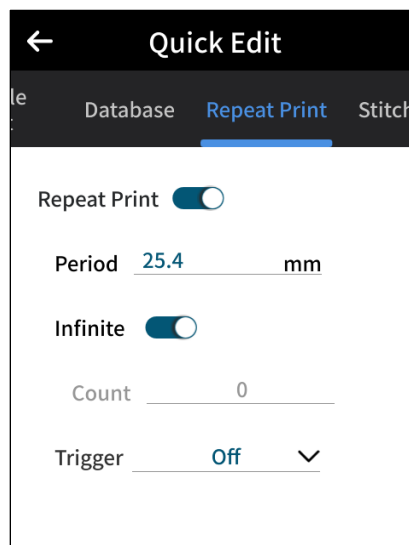 Quick Edit
Database Repeat Print
Repeat Print
Period 25.4 mm
Infinite
Count 0
Trigger Off